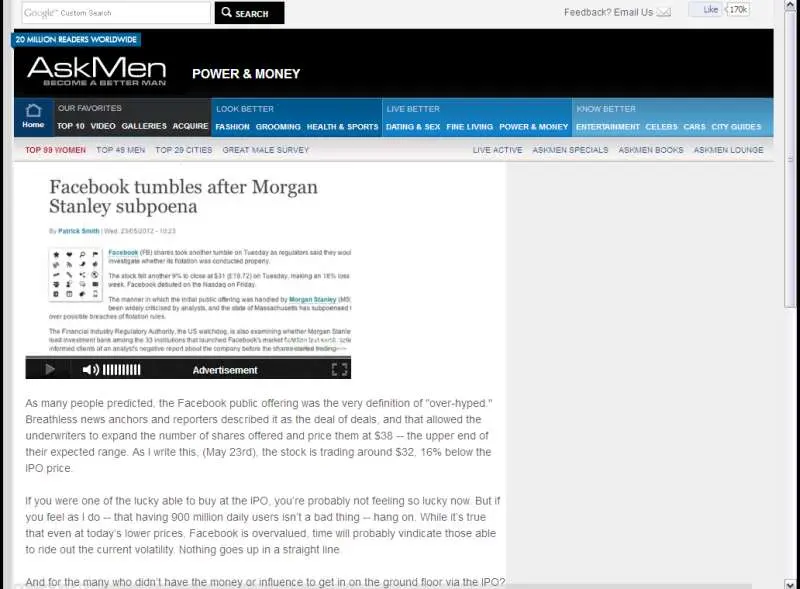 Google™ Custom Search
SEARCH
Feedback? Email Us
Like
170k
20 MILLION READERS WORLDWIDE
AskMen
BECOME A BETTER MAN
POWER & MONEY
Home
OUR FAVORITES
TOP 10 VIDEO GALLERIES ACQUIRE
LOOK BETTER
FASHION GROOMING HEALTH & SPORTS
LIVE BETTER
DATING & SEX FINE LIVING POWER & MONEY
KNOW BETTER
ENTERTAINMENT CELEBS CARS CITY GUIDES
TOP 99 WOMEN TOP 49 MEN TOP 29 CITIES GREAT MALE SURVEY
LIVE ACTIVE ASKMEN SPECIALS ASKMEN BOOKS ASKMEN LOUNGE
Facebook tumbles after Morgan
Stanley subpoena
By Patrick Smith | Wed, 23/05/2012 - 10:23
Facebook (FB) shares took another tumble on Tuesday as regulators said they woul
investigate whether its flotation was conducted properly.
The stock fell another 9% to close at $31 (£19.72) on Tuesday, making an 18% loss
week. Facebook debuted on the Nasdaq on Friday.
The manner in which the initial public offering was handled by Morgan Stanley (MS
been widely criticised by analysts, and the state of Massachusetts has subpoenaed
over possible breaches of flotation rules.
The Financial Industry Regulatory Authority, the US watchdog, is also examining whether Morgan Stanle
lead investment bank among the 33 institutions that launched Facebook's market
informed clients of an analyst's negative report about the company before the shares started trading
Advertisement
As many people predicted, the Facebook public offering was the very definition of "over-hyped."
Breathless news anchors and reporters described it as the deal of deals, and that allowed the
underwriters to expand the number of shares offered and price them at $38 -- the upper end of
their expected range. As I write this, (May 23rd), the stock is trading around $32, 16% below the
IPO price.
If you were one of the lucky able to buy at the IPO, you're probably not feeling so lucky now. But if
you feel as I do -- that having 900 million daily users isn't a bad thing -- hang on. While it's true
that even at today's lower prices, Facebook is overvalued, time will probably vindicate those able
to ride out the current volatility. Nothing goes up in a straight line.
And for the many who didn't have the money or influence to get in on the ground floor via the IPO?